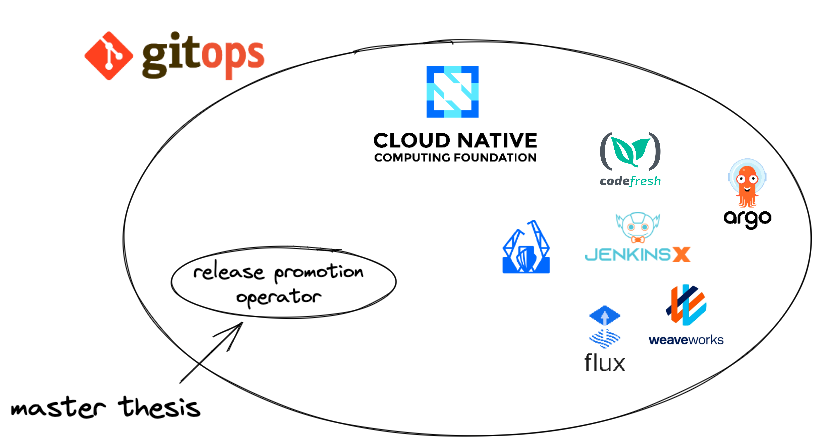 gitops
CLOUD NATIVE
COMPUTING FOUNDATION
codefresh
argo
JENKINS X
release promotion
operator
weaveworks
flux
master thesis